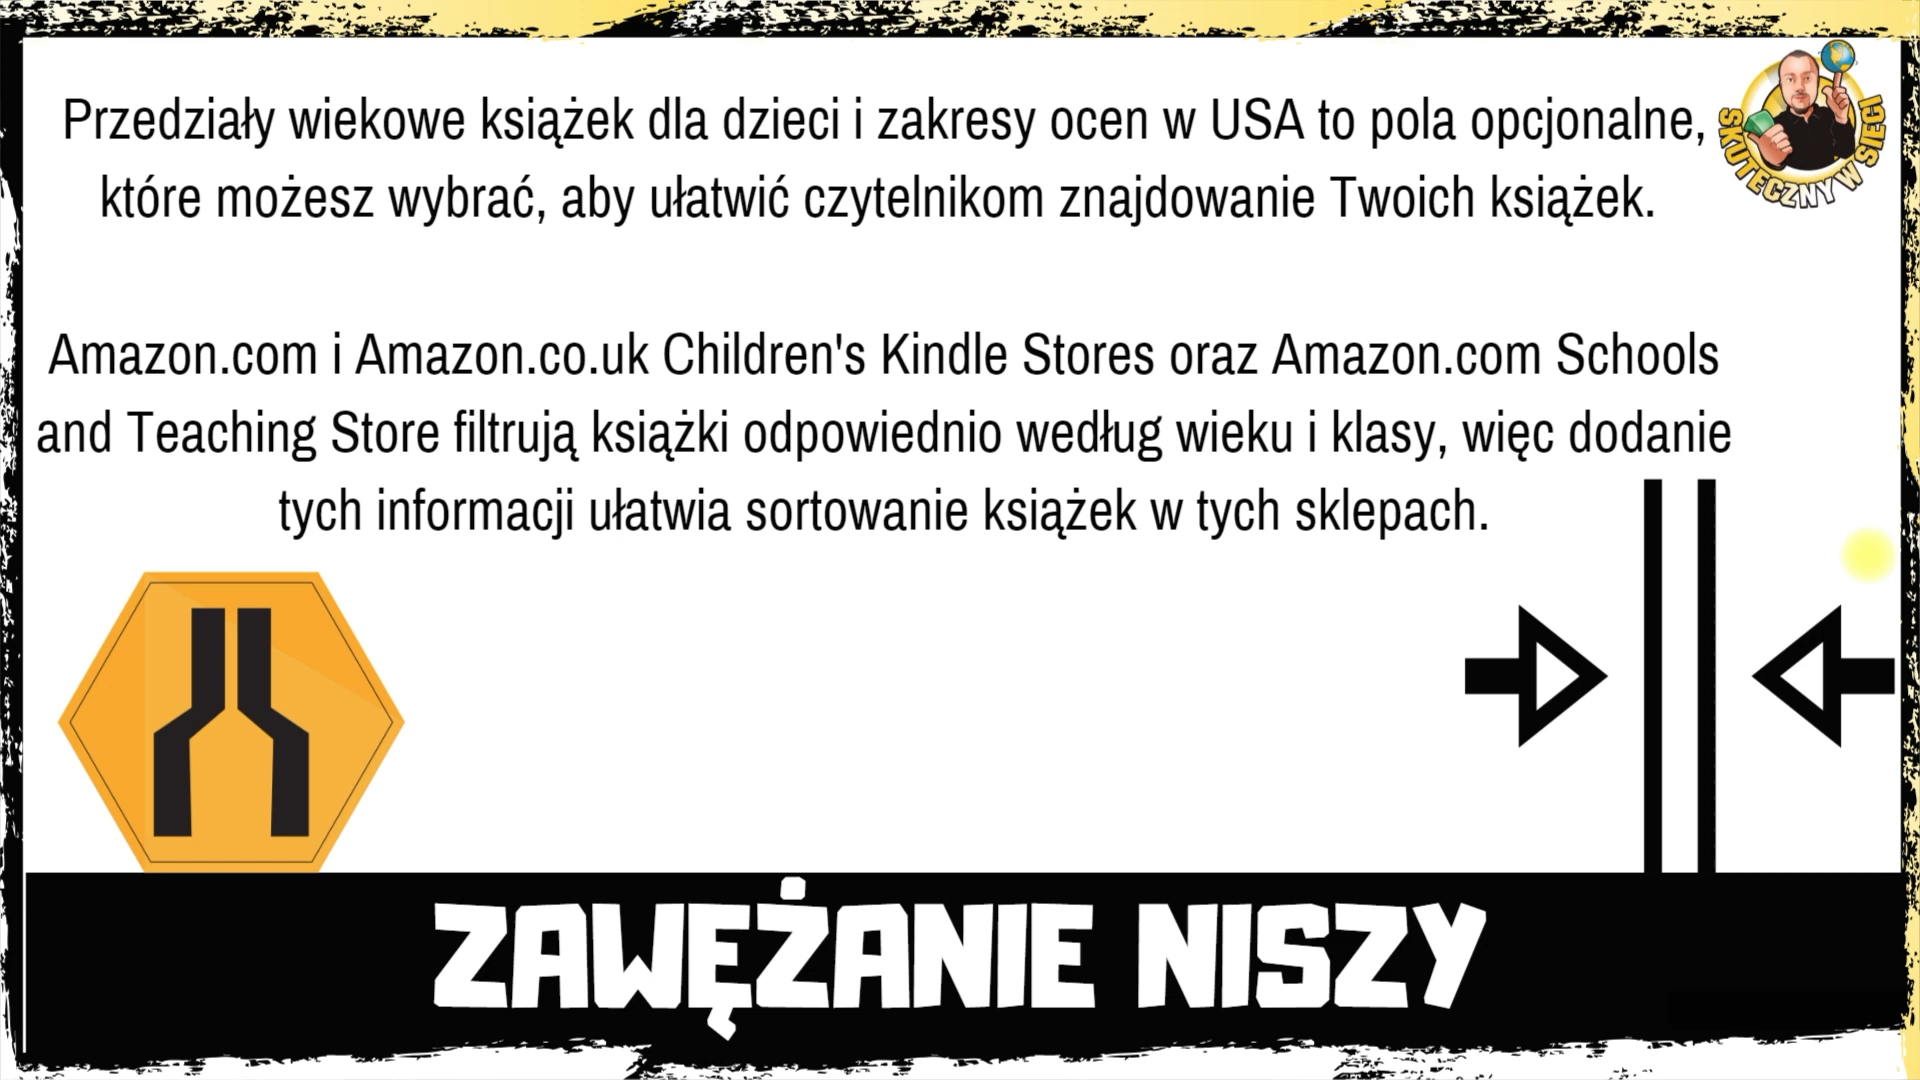 Przedziały wiekowe książek dla dzieci i zakresy ocen w USA to pola opcjonalne,
które możesz wybrać, aby ułatwić czytelnikom znajdowanie Twoich książek.
SKUTECZNY W SIECI
Amazon.com i Amazon.co.uk Children's Kindle Stores oraz Amazon.com Schools
and Teaching Store filtrują książki odpowiednio według wieku i klasy, więc dodanie
tych informacji ułatwia sortowanie książek w tych sklepach.
ZAWĘŻANIE NISZY